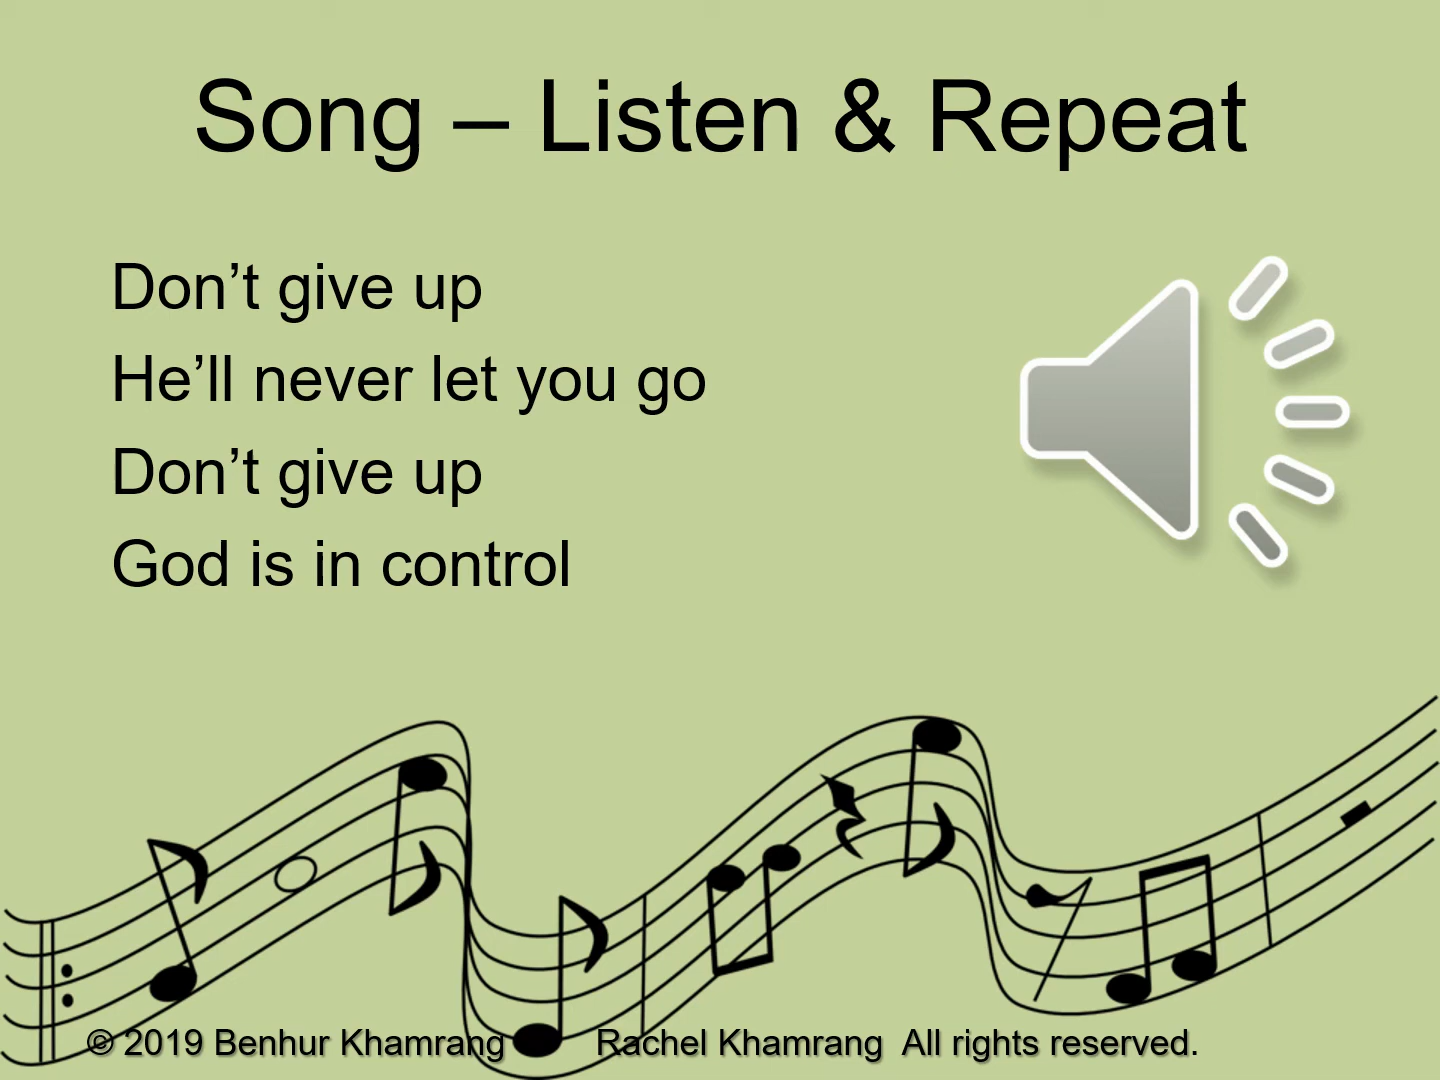 Song – Listen & Repeat
Don’t give up
He’ll never let you go
Don’t give up
God is in control
© 2019 Benhur Khamrang Rachel Khamrang All rights reserved.